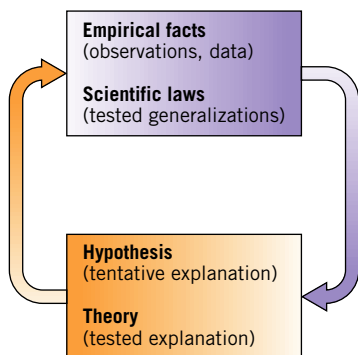 Empirical facts
(observations, data)
Scientific laws
(tested generalizations)
Hypothesis
(tentative explanation)
Theory
(tested explanation)